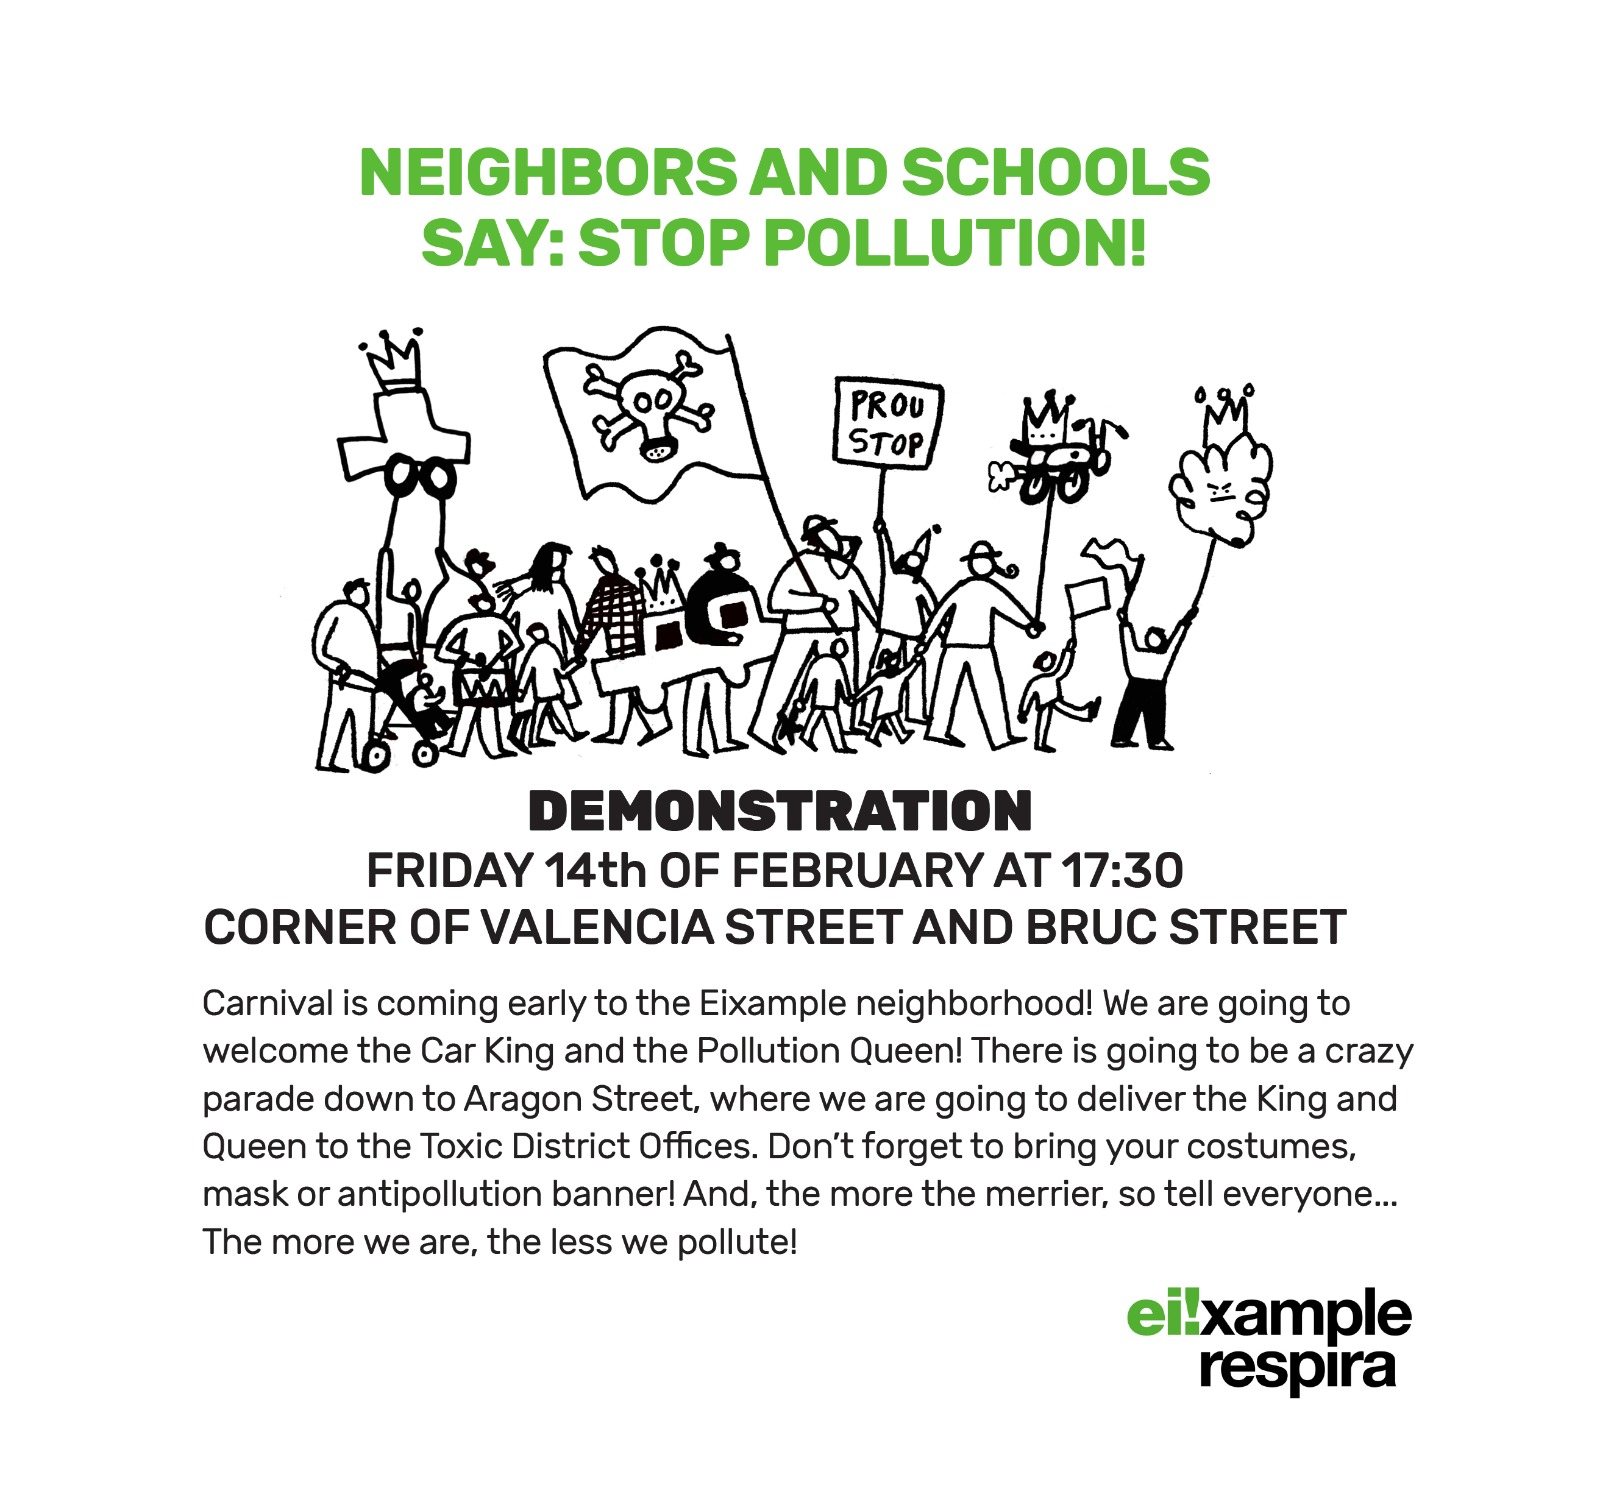 NEIGHBORS AND SCHOOLS
SAY: STOP POLLUTION!
PROU
STOP
DEMONSTRATION
FRIDAY 14th OF FEBRUARY AT 17:30
CORNER OF VALENCIA STREET AND BRUC STREET
Carnival is coming early to the Eixample neighborhood! We are going to
welcome the Car King and the Pollution Queen! There is going to be a crazy
parade down to Aragon Street, where we are going to deliver the King and
Queen to the Toxic District Offices. Don’t forget to bring your costumes,
mask or antipollution banner! And, the more the merrier, so tell everyone...
The more we are, the less we pollute!
ei!xample
respira